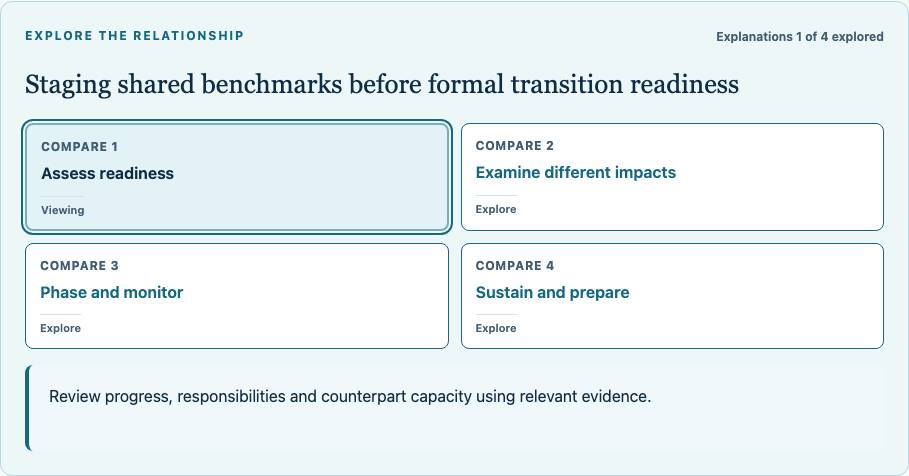 EXPLORE THE RELATIONSHIP
Explanations 1 of 4 explored
Staging shared benchmarks before formal transition readiness
COMPARE 1
Assess readiness
Viewing
COMPARE 2
Examine different impacts
Explore
COMPARE 3
Phase and monitor
Explore
COMPARE 4
Sustain and prepare
Explore
Review progress, responsibilities and counterpart capacity using relevant evidence.